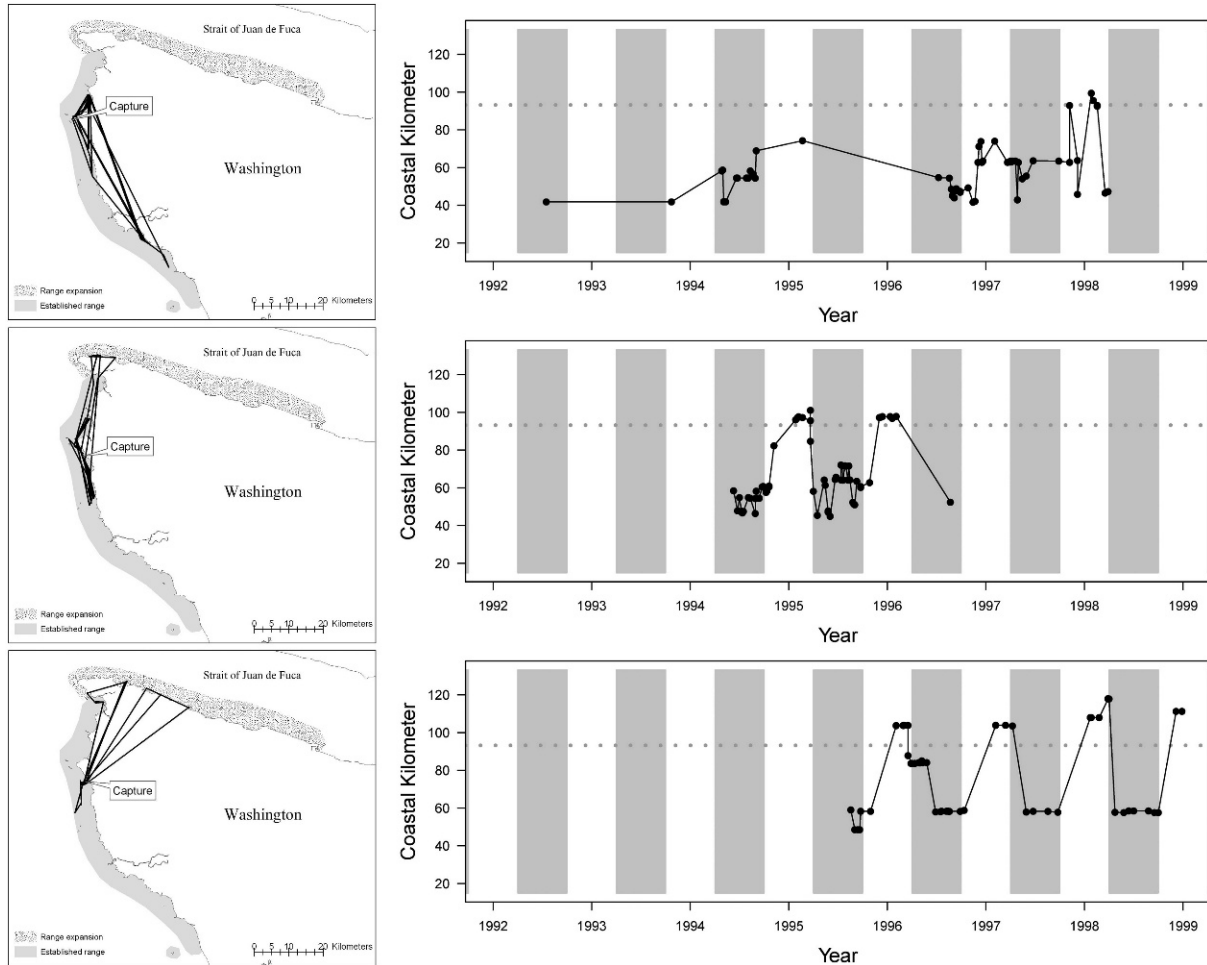 Strait of Juan de Fuca
Capture
Washington
Range expansion
Established range
0 5 10 20 Kilometers
Coastal Kilometer
120
100
80
60
40
20
1992 1993 1994 1995 1996 1997 1998 1999
Year
Strait of Juan de Fuca
Capture
Washington
Range expansion
Established range
0 5 10 20 Kilometers
Coastal Kilometer
120
100
80
60
40
20
1992 1993 1994 1995 1996 1997 1998 1999
Year
Strait of Juan de Fuca
Capture
Washington
Range expansion
Established range
0 5 10 20 Kilometers
Coastal Kilometer
120
100
80
60
40
20
1992 1993 1994 1995 1996 1997 1998 1999
Year